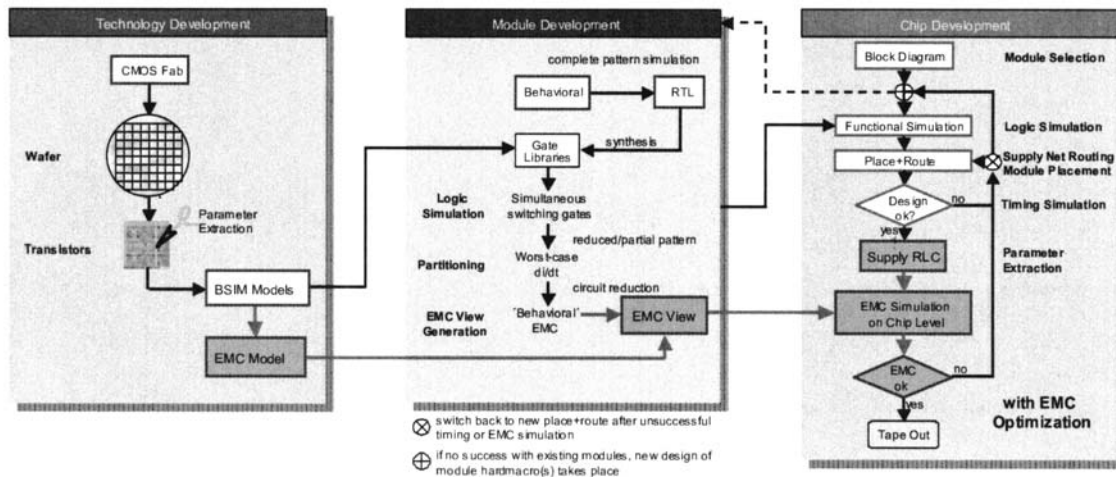 Technology Development
CMOS Fab
Wafer
Parameter
Extraction
Transistors
BSIM Models
EMC Model
Module Development
complete pattern simulation
Behavioral
RTL
synthesis
Gate
Libraries
Logic
Simulation
Simultaneous
switching gates
reduced/partial pattern
Partitioning
Worst-case
di/dt
circuit reduction
EMC View
Generation
'Behavioral'
EMC
EMC View
switch back to new place+route after unsuccessful
timing or EMC simulation
if no success with existing modules, new design of
module hardmacro(s) takes place
Chip Development
Block Diagram
Module Selection
Functional Simulation
Logic Simulation
Place+Route
Supply Net Routing
Module Placement
Design
ok?
no
Timing Simulation
yes
Supply RLC
Parameter
Extraction
EMC Simulation
on Chip Level
EMC
ok
no
yes
with EMC
Optimization
Tape Out